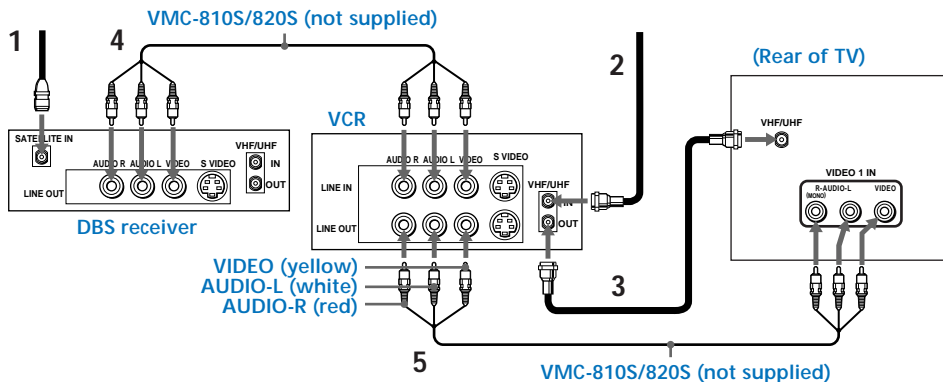 VMC-810S/820S (not supplied)
1
4
2
(Rear of TV)
VCR
SATELLITE IN
VHF/UHF
AUDIO R AUDIO L VIDEO S VIDEO
IN
OUT
LINE OUT
DBS receiver
AUDIO R AUDIO L VIDEO S VIDEO
LINE IN
VHF/UHF
IN
OUT
LINE OUT
VHF/UHF
VIDEO 1 IN
R-AUDIO-L VIDEO
(MONO)
VIDEO (yellow)
AUDIO-L (white)
AUDIO-R (red)
3
5
VMC-810S/820S (not supplied)